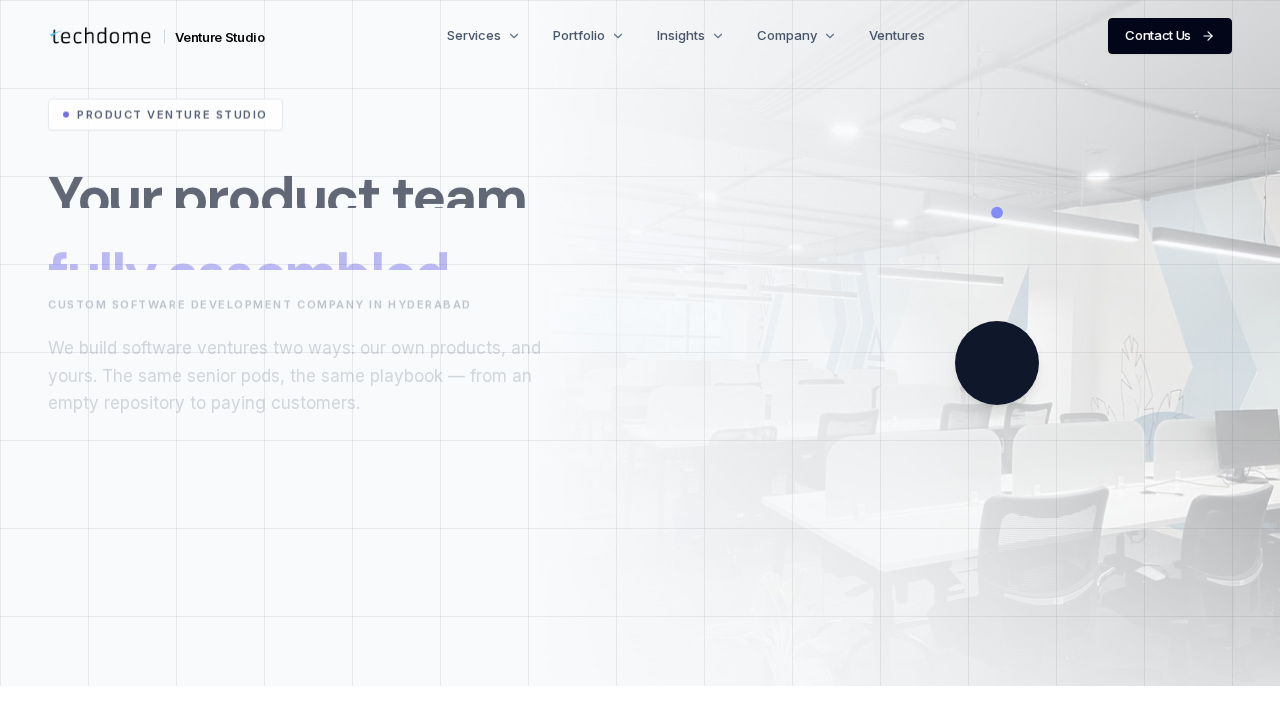 techdome
Venture Studio
Services
Portfolio
Insights
Company
Ventures
Contact Us
PRODUCT VENTURE STUDIO
Your product team
fully assembled
CUSTOM SOFTWARE DEVELOPMENT COMPANY IN HYDERABAD
We build software ventures two ways: our own products, and
yours. The same senior pods, the same playbook — from an
empty repository to paying customers.